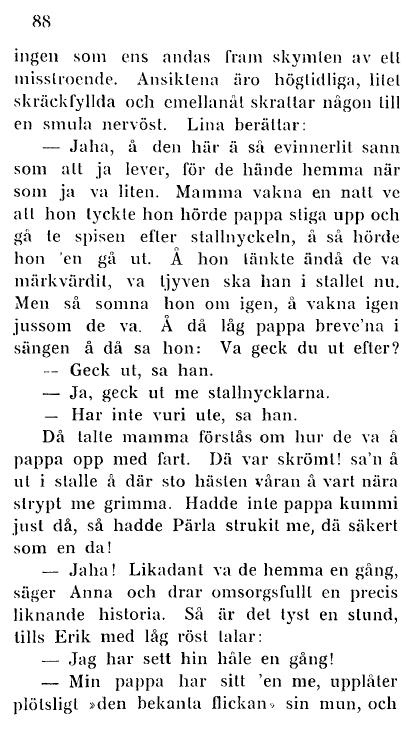 88
ingen som ens andas fram skymten av ett
misstroende. Ansiktena äro högtidliga, litet
skräckfyllda och emellanåt skrattar någon till
en smula nervöst. Lina berättar:
— Jaha, å den här ä så evinnerlit sann
som att ja lever, för de hände hemma när
som ja va liten. Mamma vakna en natt ve
att hon tyckte hon hörde pappa stiga upp och
gå te spisen efter stallnyckeln, å så hörde
hon 'en gå ut. Å hon tänkte ändå de va
märkvärdit, va tjyven ska han i stallet nu.
Men så somna hon om igen, å vakna igen
jussom de va. Å då låg pappa breve'na i
sängen å då sa hon: Va geck du ut efter?
-- Geck ut, sa han.
— Ja, geck ut me stallnycklarna.
— Har inte vuri ute, sa han.
Då talte mamma förstås om hur de va å
pappa opp med fart. Dä var skrömt! sa'n å
ut i stalle å där sto hästen våran å vart nära
strypt me grimma. Hadde inte pappa kummi
just då, så hadde Pärla strukit me, dä säkert
som en da!
— Jaha! Likadant va de hemma en gång,
säger Anna och drar omsorgsfullt en precis
liknande historia. Så är det tyst en stund,
tills Erik med låg röst talar:
— Jag har sett hin håle en gång!
— Min pappa har sitt 'en me, upplåter
plötsligt »den bekanta flickan» sin mun, och